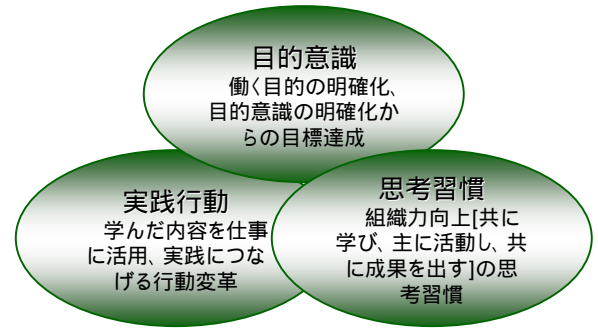 目的意識
働く目的の明確化、
目的意識の明確化か
らの目標達成
実践行動
学んだ内容を仕事
に活用、実践につな
げる行動変革
思考習慣
組織力向上[共に
学び、主に活動し、共
に成果を出す]の思
考習慣